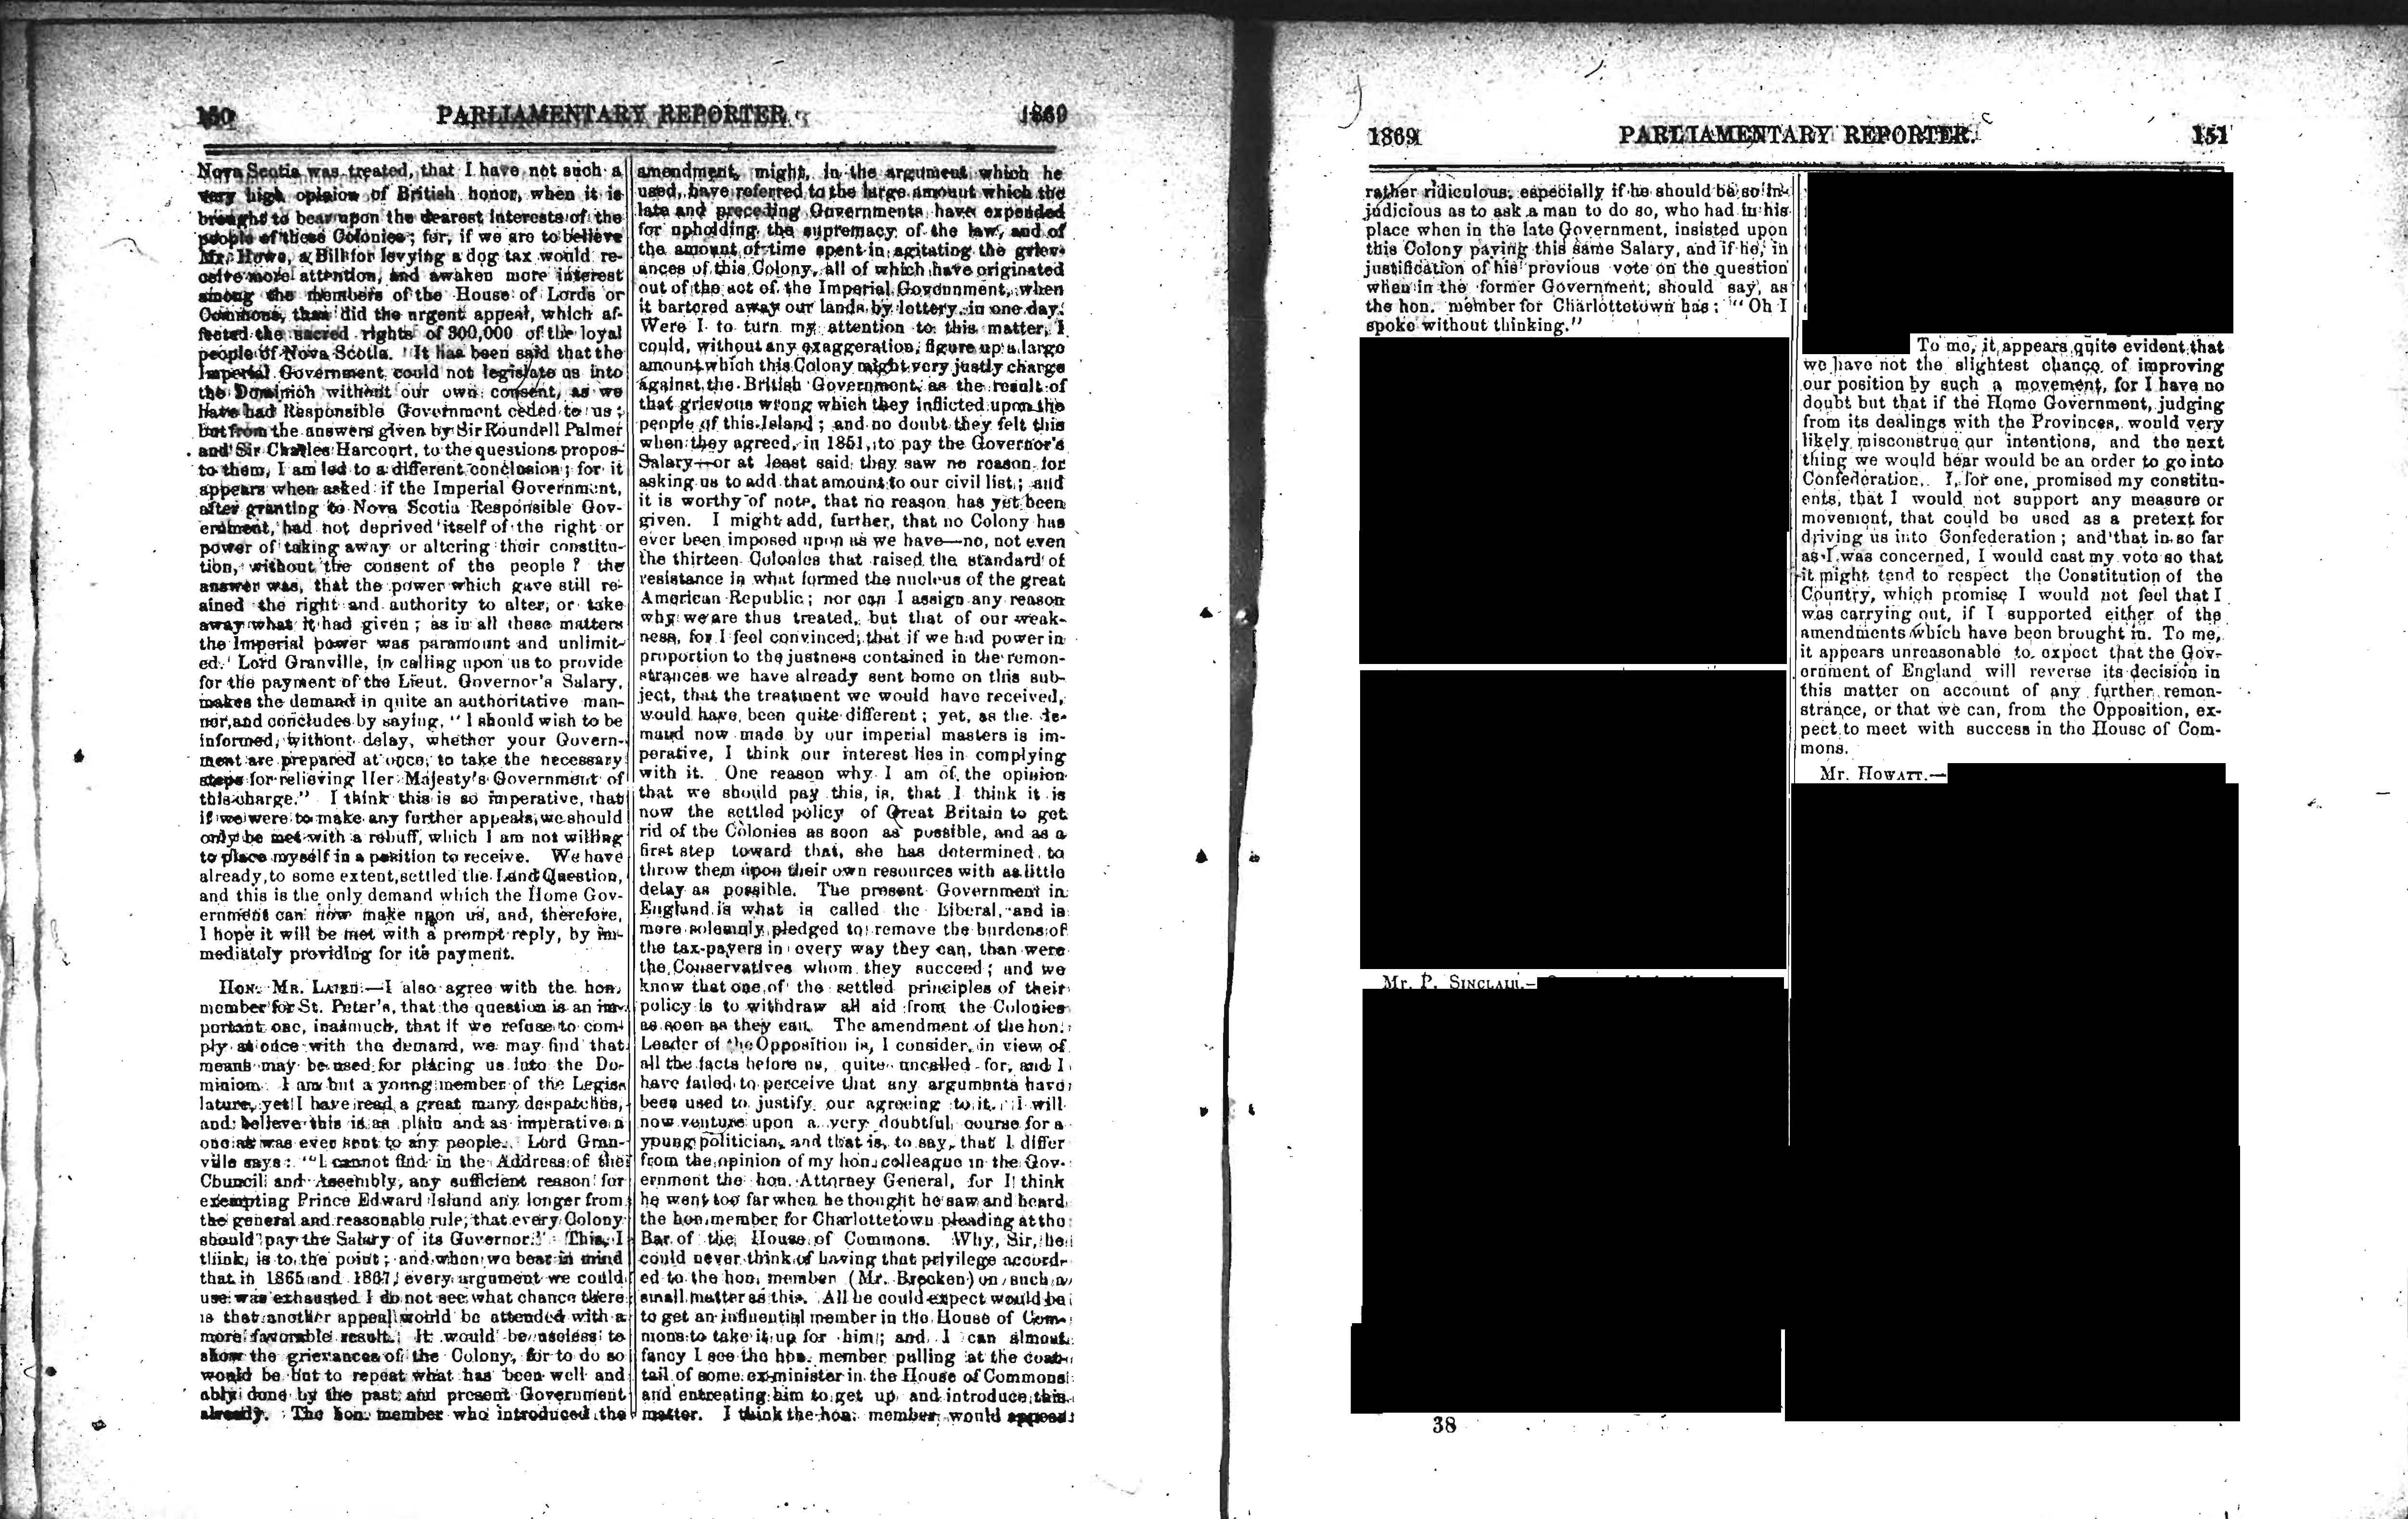 150 PARLIAMENTARY REPORTER. 1869
Nova Scotia was treated, that I have not such a
very high opinion of British honor, when it is
brought to bear upon the dearest interests of the
people of these Colonies; for, if we are to believe
Mr. Howe, a Bill for levying a dog tax would re-
ceive more attention, and awaken more interest
among the members of the House of Lords or
Commons, than did the urgent appeal, which af-
fected the sacred rights of 300,000 of the loyal
people of Nova Scotia. It has been said that the
Imperial Government could not legislate us into
the Dominion without our own consent, as we
have had Responsible Government ceded to us;
but from the answers given by Sir Roundell Palmer
and Sir Charles Harcourt, to the questions propos-
to them, I am led to a different conclusion; for it
appears when asked if the Imperial Government,
after granting to Nova Scotia Responsible Gov-
ernment, had not deprived itself of the right or
power of taking away or altering their constitu-
tion, without the consent of the people? the
answer was, that the power which gave still re-
ained the right and authority to alter, or take
away what it had given; as in all these matters
the Imperial power was paramount and unlimit-
ed. Lord Granville, in calling upon us to provide
for the payment of the Lieut. Governor's Salary,
makes the demand in quite an authoritative man-
ner, and concludes by saying, "I should wish to be
informed, without delay, whether your Govern-
ment are prepared at once, to take the necessary
steps for relieving Her Majesty's Government of
this charge." I think this is so imperative, that
if we were to make any further appeals, we should
only be met with a rebuff, which I am not willing
to place myself in a position to receive. We have
already, to some extent, settled the Land Question,
and this is the only demand which the Home Gov-
ernment can now make upon us, and, therefore,
I hope it will be met with a prompt reply, by im-
mediately providing for its payment.
HON. MR. LAIRD.—I also agree with the hon.
member for St. Peter's, that the question is an im-
portant one, inasmuch, that if we refuse to com-
ply at once with the demand, we may find that
means may be used for placing us into the Do-
minion. I am but a young member of the Legis-
lature, yet I have read a great many despatches,
and believe this is as plain and as imperative a
one as was ever sent to any people. Lord Gran-
ville says: "I cannot find in the Address of the
Council and Assembly, any sufficient reason for
exempting Prince Edward Island any longer from
the general and reasonable rule, that every Colony
should pay the Salary of its Governor." This, I
think, is to the point; and when we bear in mind
that in 1865 and 1867, every argument we could
use was exhausted I do not see what chance there
is that another appeal would be attended with a
more favorable result. It would be useless to
show the grievances of the Colony, for to do so
would be but to repeat what has been well and
ably done by the past and present Government
already. The hon. member who introduced the
amendment, might, in the argument which he
used, have referred to the large amount which the
late and preceding Governments have expended
for upholding the supremacy of the law, and of
the amount of time spent in agitating the griev-
ances of this Colony, all of which have originated
out of the act of the Imperial Government, when
it bartered away our lands by lottery in one day.
Were I to turn my attention to this matter, I
could, without any exaggeration, figure up a large
amount which this Colony might very justly charge
against the British Government, as the result of
that grievous wrong which they inflicted upon the
people of this Island; and no doubt they felt this
when they agreed, in 1851, to pay the Governor's
Salary—or at least said they saw no reason for
asking us to add that amount to our civil list; and
it is worthy of note, that no reason has yet been
given. I might add, further, that no Colony has
ever been imposed upon as we have—no, not even
the thirteen Colonies that raised the standard of
resistance in what formed the nucleus of the great
American Republic; nor can I assign any reason
why we are thus treated, but that of our weak-
ness, for I feel convinced, that if we had power in
proportion to the justness contained in the remon-
strances we have already sent home on this sub-
ject, that the treatment we would have received,
would have been quite different; yet, as the de-
mand now made by our imperial masters is im-
perative, I think our interest lies in complying
with it. One reason why I am of the opinion
that we should pay this, is, that I think it is
now the settled policy of Great Britain to get
rid of the Colonies as soon as possible, and as a
first step toward that, she has determined to
throw them upon their own resources with as little
delay as possible. The present Government in
England is what is called the Liberal, and is
more solemnly pledged to remove the burdens of
the tax-payers in every way they can, than were
the Conservatives whom they succeed; and we
know that one of the settled principles of their
policy is to withdraw all aid from the Colonies
as soon as they can. The amendment of the hon.
Leader of the Opposition is, I consider, in view of
all the facts before us, quite uncalled for, and I
have failed to perceive that any arguments have
been used to justify our agreeing to it. I will
now venture upon a very doubtful course for a
young politician, and that is, to say, that I differ
from the opinion of my hon. colleague in the Gov-
ernment the hon. Attorney General, for I think
he went too far when he thought he saw and heard
the hon. member for Charlottetown pleading at the
Bar of the House of Commons. Why, Sir, he
could never think of having that privilege accord-
ed to the hon. member (Mr. Brecken) on such a
small matter as this. All he could expect would be
to get an influential member in the House of Com-
mons to take it up for him; and I can almost
fancy I see the hon. member pulling at the coat-
tail of some ex-minister in the House of Commons
and entreating him to get up and introduce this
matter. I think the hon. member would appear
1869 PARLIAMENTARY REPORTER. 151
rather ridiculous, especially if he should be so in-
judicious as to ask a man to do so, who had in his
place when in the late Government, insisted upon
this Colony paying this same Salary, and if he, in
justification of his previous vote on the question
when in the former Government, should say, as
the hon. member for Charlottetown has: "Oh I
spoke without thinking."
Mr. P. SINCLAIR.—
To me, it appears quite evident that
we have not the slightest chance of improving
our position by such a movement, for I have no
doubt but that if the Home Government, judging
from its dealings with the Provinces, would very
likely misconstrue our intentions, and the next
thing we would hear would be an order to go into
Confederation. I, for one, promised my constitu-
ents, that I would not support any measure or
movement, that could be used as a pretext for
driving us into Confederation; and that in so far
as I was concerned, I would cast my vote so that
it might tend to respect the Constitution of the
Country, which promise I would not feel that I
was carrying out, if I supported either of the
amendments which have been brought in. To me,
it appears unreasonable to expect that the Gov-
ernment of England will reverse its decision in
this matter on account of any further remon-
strance, or that we can, from the Opposition, ex-
pect to meet with success in the House of Com-
mons.
Mr. HOWATT.—
38